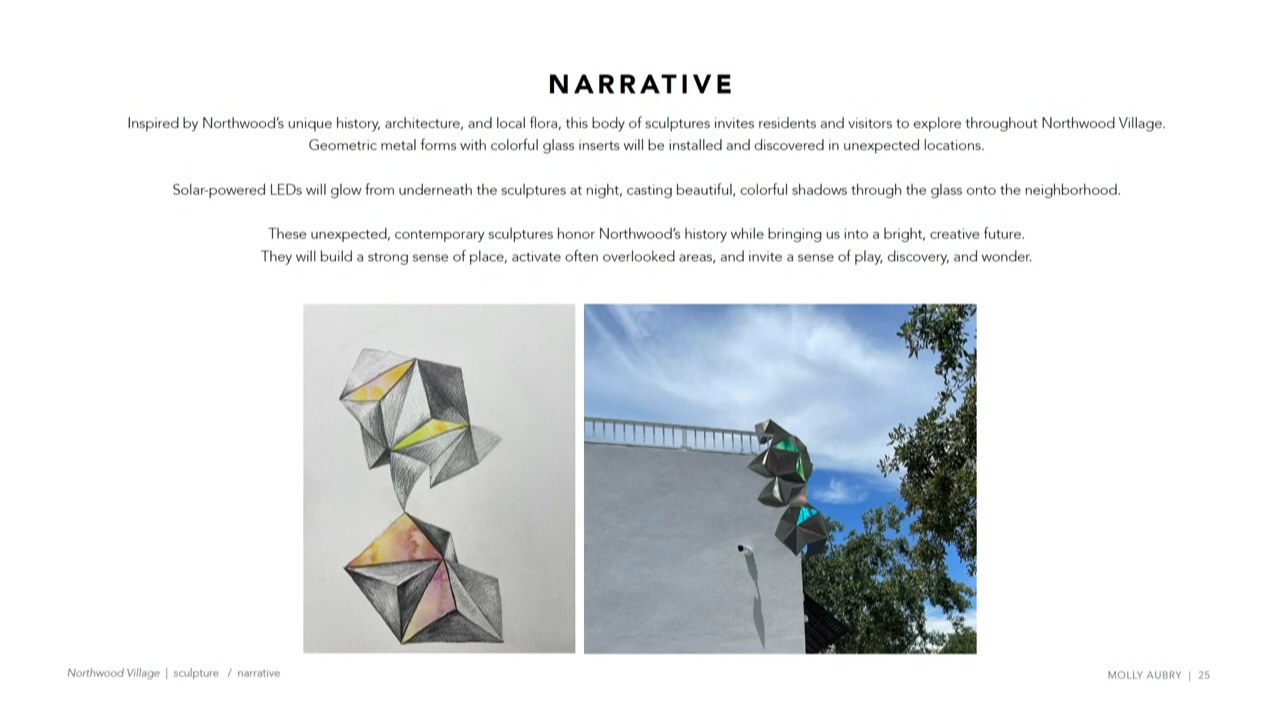 NARRATIVE
Inspired by Northwood's unique history, architecture, and local flora, this body of sculptures invites residents and visitors to explore throughout Northwood Village.
Geometric metal forms with colorful glass inserts will be installed and discovered in unexpected locations.
Solar-powered LEDs will glow from underneath the sculptures at night, casting beautiful, colorful shadows through the glass onto the neighborhood.
These unexpected, contemporary sculptures honor Northwood's history while bringing us into a bright, creative future.
They will build a strong sense of place, activate often overlooked areas, and invite a sense of play, discovery, and wonder.
Northwood Village | sculpture / narrative
MOLLY AUBRY | 25